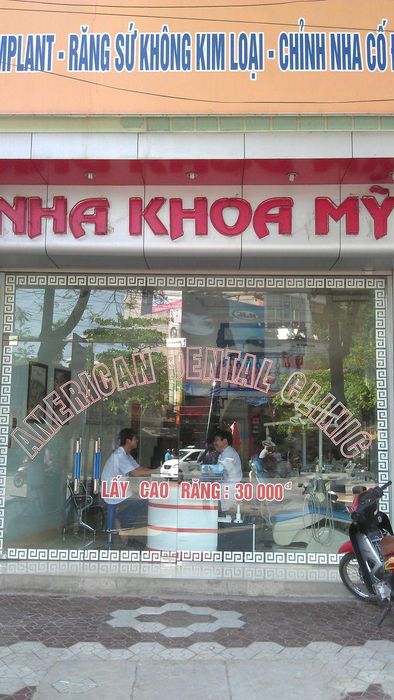 MPLANT - RĂNG SỨ KHÔNG KIM LOẠI - CHỈNH NHA CỐ
NHA KHOA MỸ
AMERICAN DENTAL CLINIC
LẤY CAO RĂNG : 30 000đ